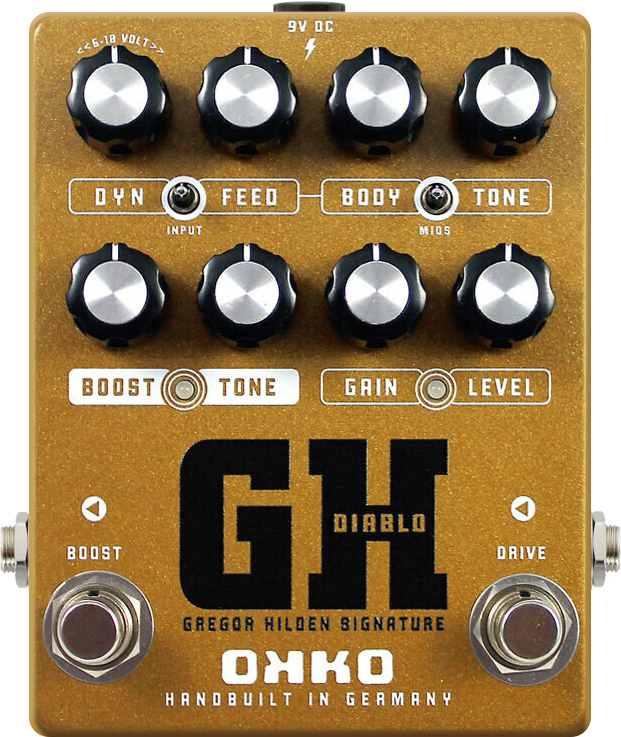 9V DC
<<6-18 VOLT>>
DYN FEED BODY TONE
INPUT MIDS
BOOST TONE GAIN LEVEL
GH
DIABLO
BOOST DRIVE
GREGOR HILDEN SIGNATURE
OKKO
HANDBUILT IN GERMANY